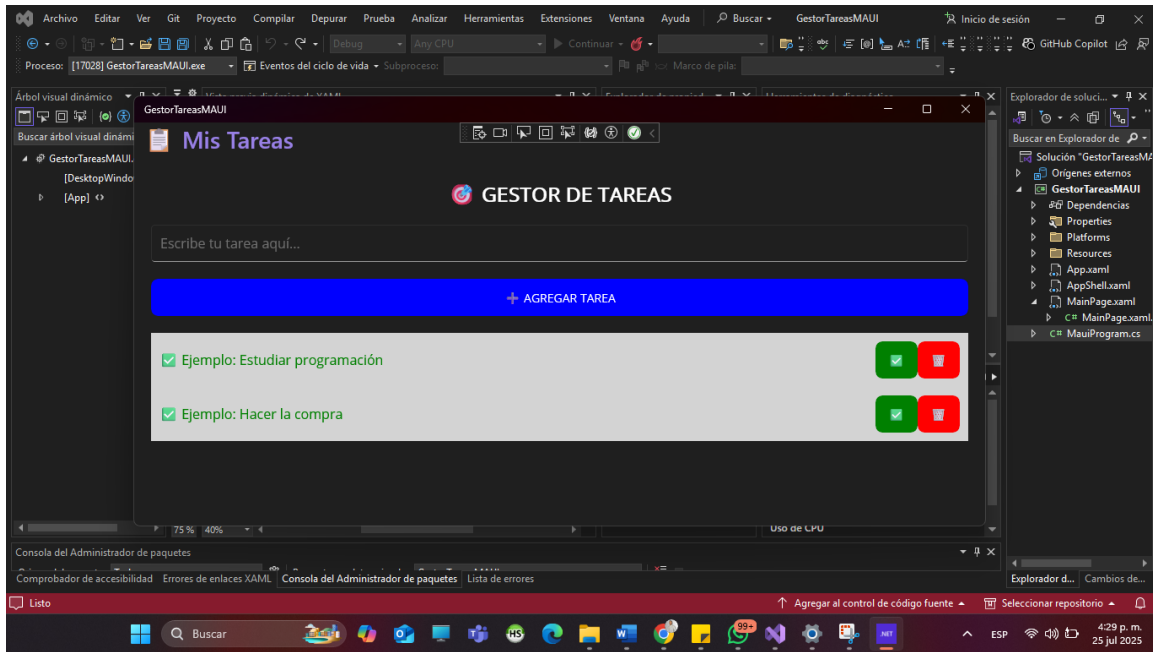 Archivo Editar Ver Git Proyecto Compilar Depurar Prueba Analizar Herramientas Extensiones Ventana Ayuda Buscar GestorTareasMAUI Inicio de sesión
Debug Any CPU Continuar GitHub Copilot
Proceso: [17028] GestorTareasMAUI.exe Eventos del ciclo de vida Subproceso: Marco de pila:
Árbol visual dinámico
Buscar árbol visual dinámi
GestorTareasMAUI.
[DesktopWindo
[App]
GestorTareasMAUI
Mis Tareas
GESTOR DE TAREAS
Escribe tu tarea aquí...
AGREGAR TAREA
Ejemplo: Estudiar programación
Ejemplo: Hacer la compra
Explorador de soluci...
Buscar en Explorador de
Solución "GestorTareasMA
Orígenes externos
GestorTareasMAUI
Dependencias
Properties
Platforms
Resources
App.xaml
AppShell.xaml
MainPage.xaml
C# MainPage.xaml.
C# MauiProgram.cs
75 % 40%
Uso de CPU
Consola del Administrador de paquetes
Comprobador de accesibilidad Errores de enlaces XAML Consola del Administrador de paquetes Lista de errores
Explorador d... Cambios de...
Listo Agregar al control de código fuente Seleccionar repositorio
Buscar HS 99+ .NET ESP 4:29 p. m.
25 jul 2025